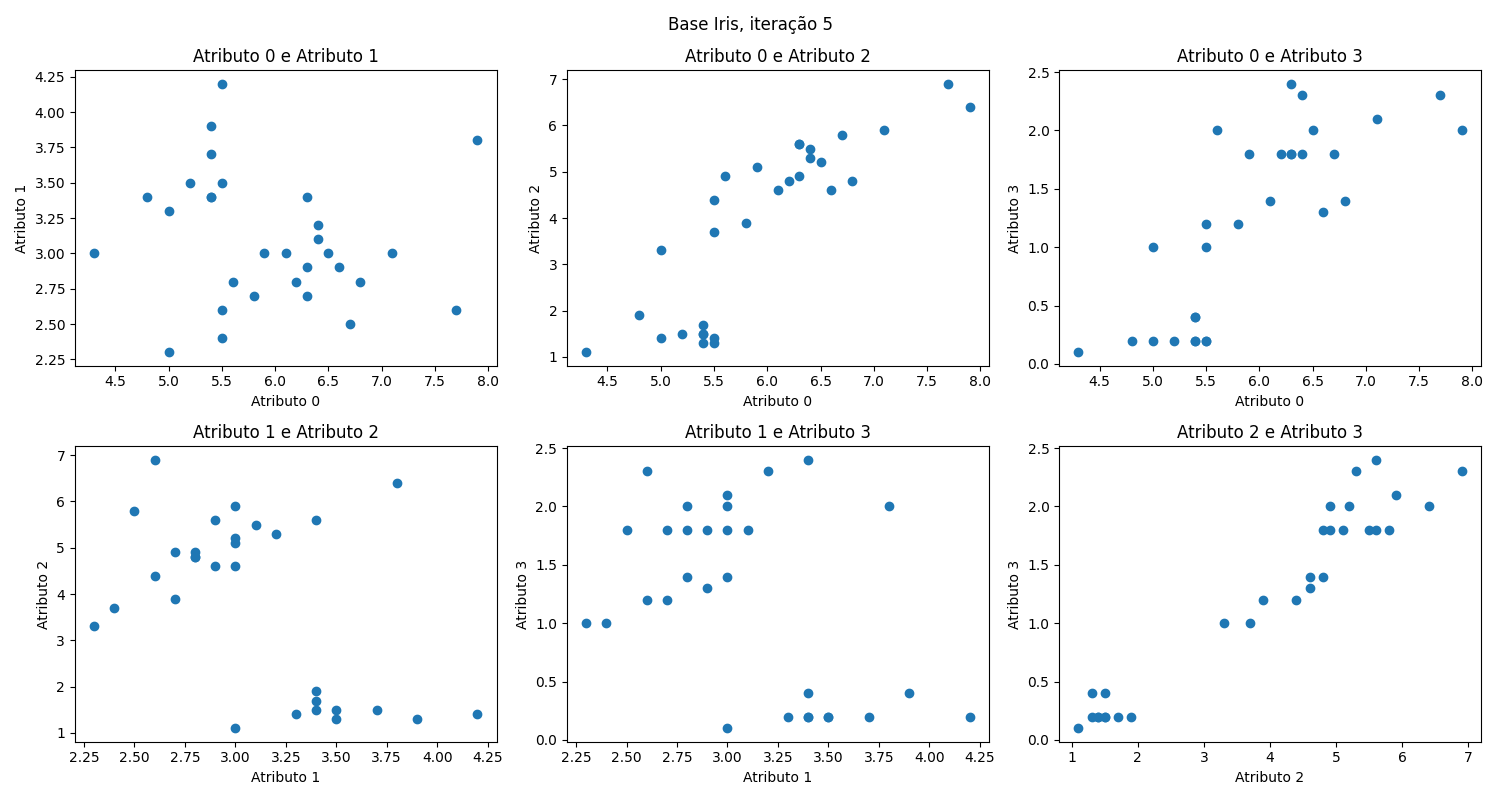 Base Iris, iteração 5
Atributo 0 e Atributo 1
4.25
4.00
3.75
3.50
3.25
3.00
2.75
2.50
2.25
Atributo 1
4.5 5.0 5.5 6.0 6.5 7.0 7.5 8.0
Atributo 0
Atributo 0 e Atributo 2
7
6
5
4
3
2
1
Atributo 2
4.5 5.0 5.5 6.0 6.5 7.0 7.5 8.0
Atributo 0
Atributo 0 e Atributo 3
2.5
2.0
1.5
1.0
0.5
0.0
Atributo 3
4.5 5.0 5.5 6.0 6.5 7.0 7.5 8.0
Atributo 0
Atributo 1 e Atributo 2
7
6
5
4
3
2
1
Atributo 2
2.25 2.50 2.75 3.00 3.25 3.50 3.75 4.00 4.25
Atributo 1
Atributo 1 e Atributo 3
2.5
2.0
1.5
1.0
0.5
0.0
Atributo 3
2.25 2.50 2.75 3.00 3.25 3.50 3.75 4.00 4.25
Atributo 1
Atributo 2 e Atributo 3
2.5
2.0
1.5
1.0
0.5
0.0
Atributo 3
1 2 3 4 5 6 7
Atributo 2